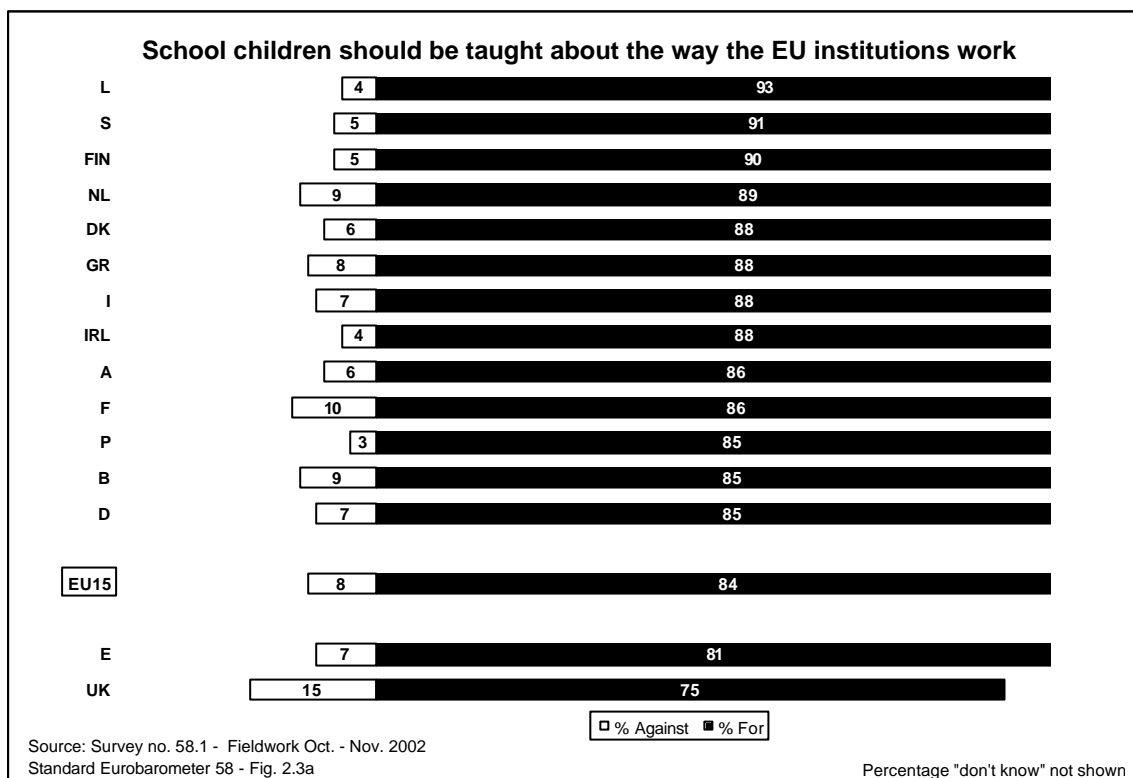 School children should be taught about the way the EU institutions work
L 4 93
S 5 91
FIN 5 90
NL 9 89
DK 6 88
GR 8 88
I 7 88
IRL 4 88
A 6 86
F 10 86
P 3 85
B 9 85
D 7 85
EU15 8 84
E 7 81
UK 15 75
% Against % For
Source: Survey no. 58.1 - Fieldwork Oct. - Nov. 2002
Standard Eurobarometer 58 - Fig. 2.3a
Percentage "don't know" not shown